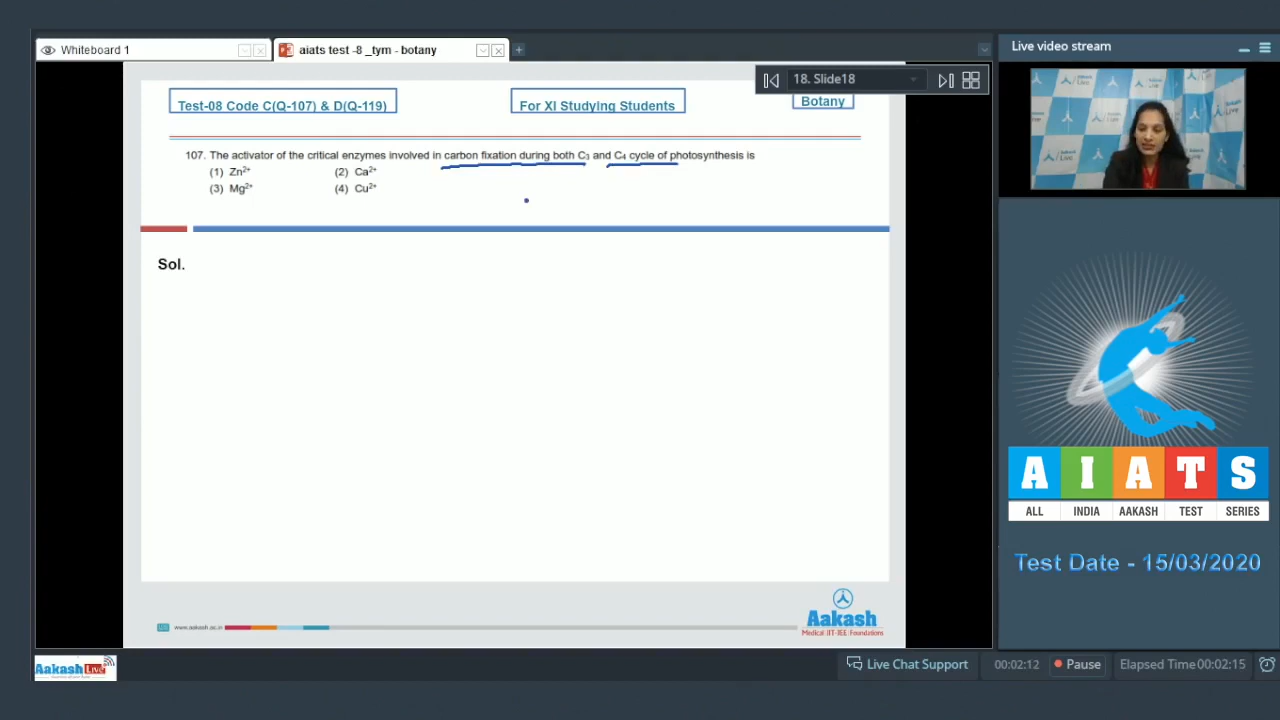 Whiteboard 1
aiats test -8 _tym - botany
Live video stream
18. Slide18
Test-08 Code C(Q-107) & D(Q-119)
For XI Studying Students
Botany
107. The activator of the critical enzymes involved in carbon fixation during both C₃ and C₄ cycle of photosynthesis is
(1) Zn²⁺ (2) Ca²⁺
(3) Mg²⁺ (4) Cu²⁺
Sol.
A I A T S
ALL INDIA AAKASH TEST SERIES
Test Date - 15/03/2020
www.aakash.ac.in
Aakash
Medical | IIT-JEE | Foundations
Aakash Live
Live Chat Support
00:02:12
Pause
Elapsed Time 00:02:15